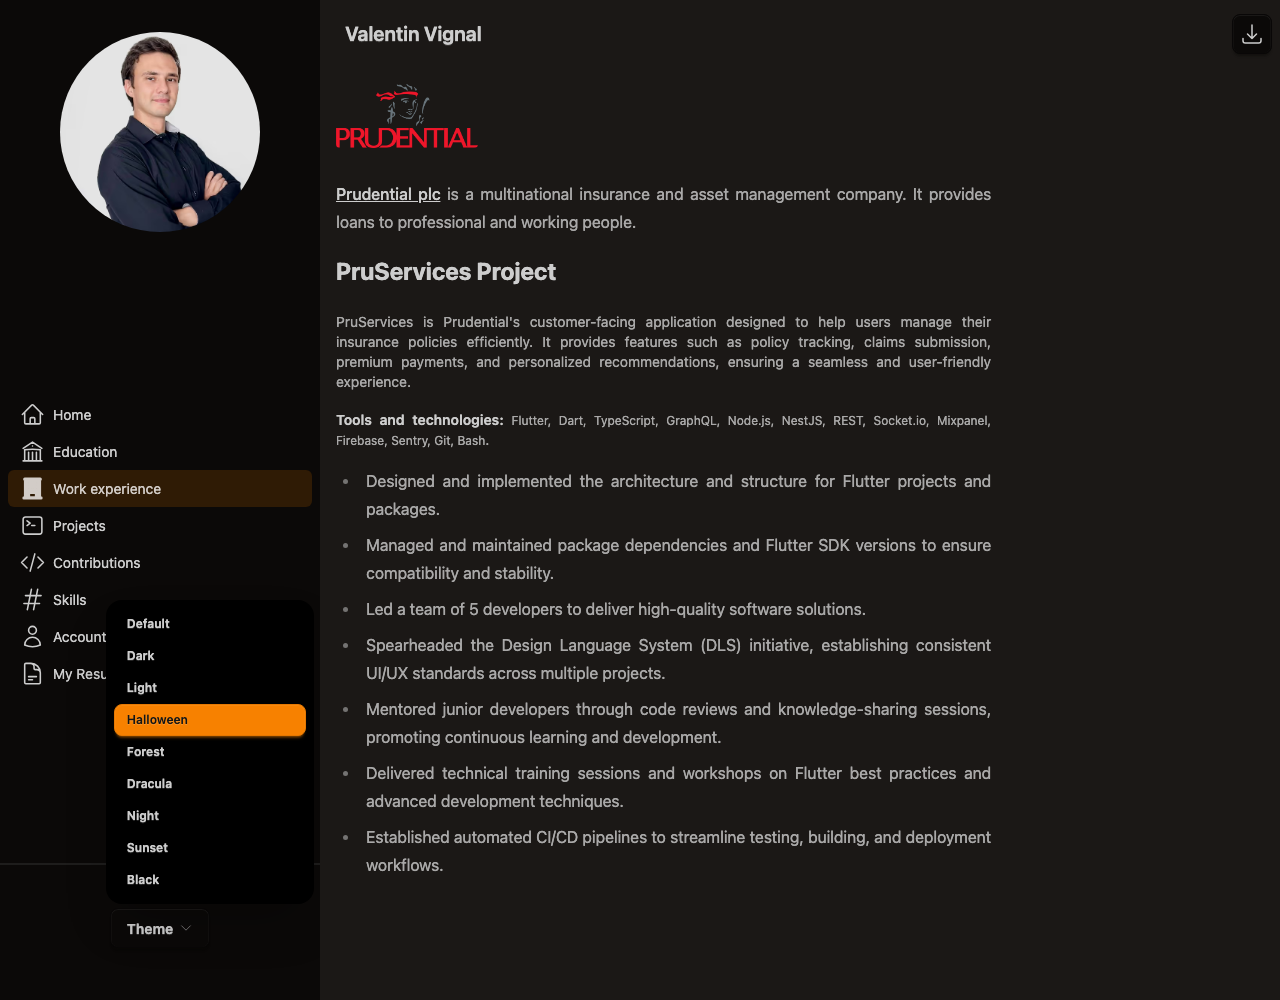 Valentin Vignal
PRUDENTIAL
Prudential plc is a multinational insurance and asset management company. It provides
loans to professional and working people.
PruServices Project
PruServices is Prudential's customer-facing application designed to help users manage their
insurance policies efficiently. It provides features such as policy tracking, claims submission,
premium payments, and personalized recommendations, ensuring a seamless and user-friendly
experience.
Tools and technologies: Flutter, Dart, TypeScript, GraphQL, Node.js, NestJS, REST, Socket.io, Mixpanel,
Firebase, Sentry, Git, Bash.
Designed and implemented the architecture and structure for Flutter projects and
packages.
Managed and maintained package dependencies and Flutter SDK versions to ensure
compatibility and stability.
Led a team of 5 developers to deliver high-quality software solutions.
Spearheaded the Design Language System (DLS) initiative, establishing consistent
UI/UX standards across multiple projects.
Mentored junior developers through code reviews and knowledge-sharing sessions,
promoting continuous learning and development.
Delivered technical training sessions and workshops on Flutter best practices and
advanced development techniques.
Established automated CI/CD pipelines to streamline testing, building, and deployment
workflows.
Home
Education
Work experience
Projects
Contributions
Skills
Account
My Resu
Default
Dark
Light
Halloween
Forest
Dracula
Night
Sunset
Black
Theme